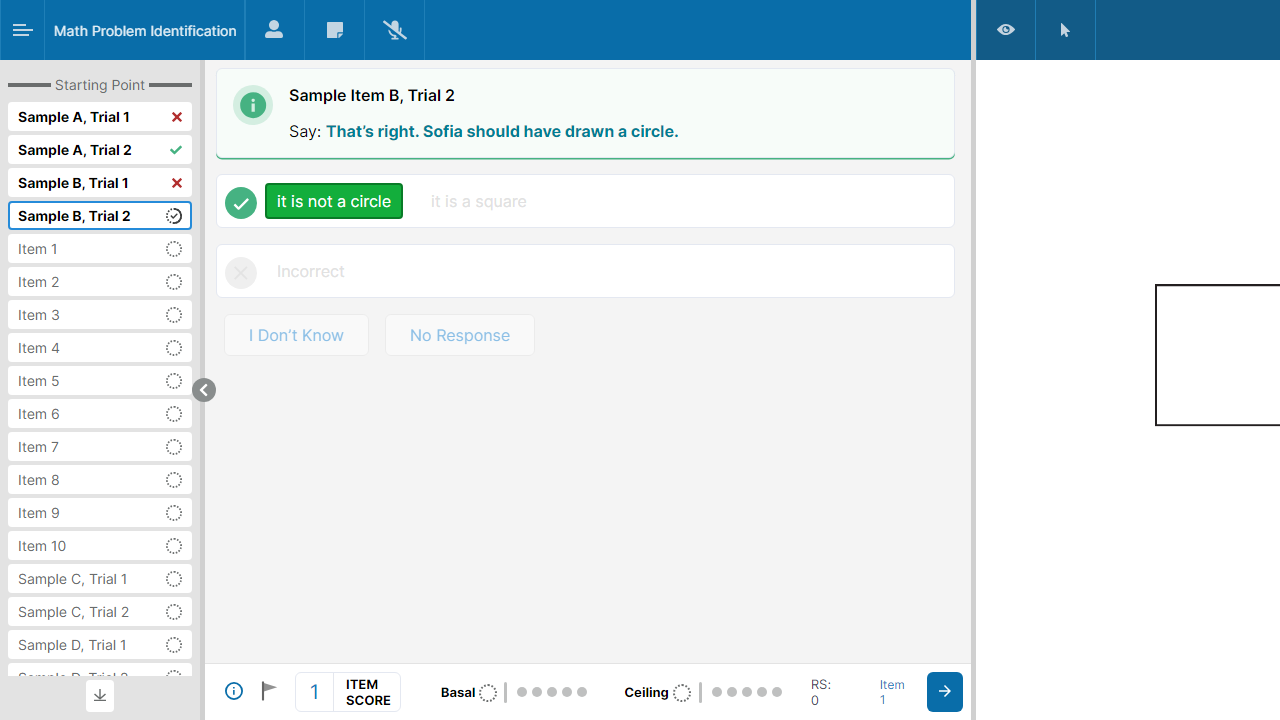 Math Problem Identification
Starting Point
Sample A, Trial 1
Sample A, Trial 2
Sample B, Trial 1
Sample B, Trial 2
Item 1
Item 2
Item 3
Item 4
Item 5
Item 6
Item 7
Item 8
Item 9
Item 10
Sample C, Trial 1
Sample C, Trial 2
Sample D, Trial 1
Sample Item B, Trial 2
Say: That's right. Sofia should have drawn a circle.
it is not a circle
it is a square
Incorrect
I Don't Know
No Response
1
ITEM
SCORE
Basal
Ceiling
RS:
0
Item
1